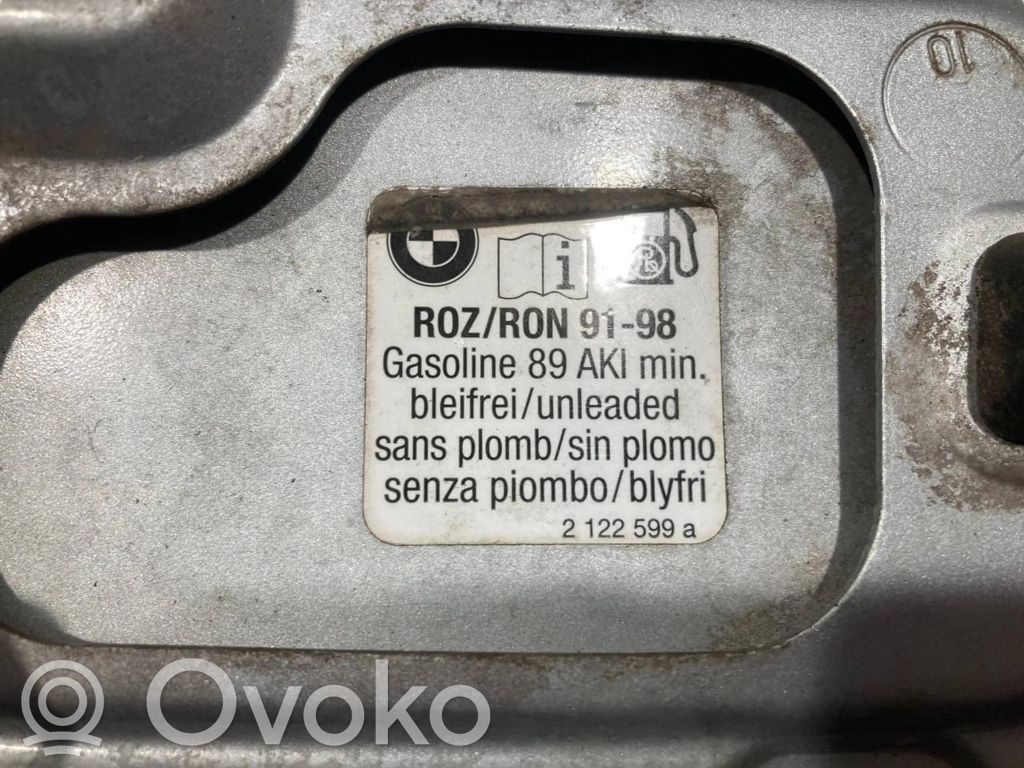 10
i
ROZ/RON 91-98
Gasoline 89 AKI min.
bleifrei/unleaded
sans plomb/sin plomo
senza piombo/blyfri
2 122 599 a
Ovoko